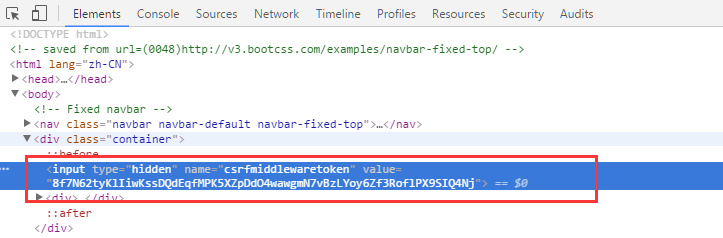 Elements Console Sources Network Timeline Profiles Application Security Audits
<!DOCTYPE html>
<!-- saved from url=(0048)http://v3.bootcss.com/examples/navbar-fixed-top/ -->
<html lang="zh-CN">
<head>…</head>
<body>
<!-- Fixed navbar -->
<nav class="navbar navbar-default navbar-fixed-top">…</nav>
<div class="container">
::before
… <input type="hidden" name="csrfmiddlewaretoken" value=
"8f7N62tyKlIiwKssDQdEqfMPK5XZpDdO4wawgmN7vBzLYoy6Zf3Rof1PX9SIQ4Nj"> == $0
<div> </div>
::after
</div>